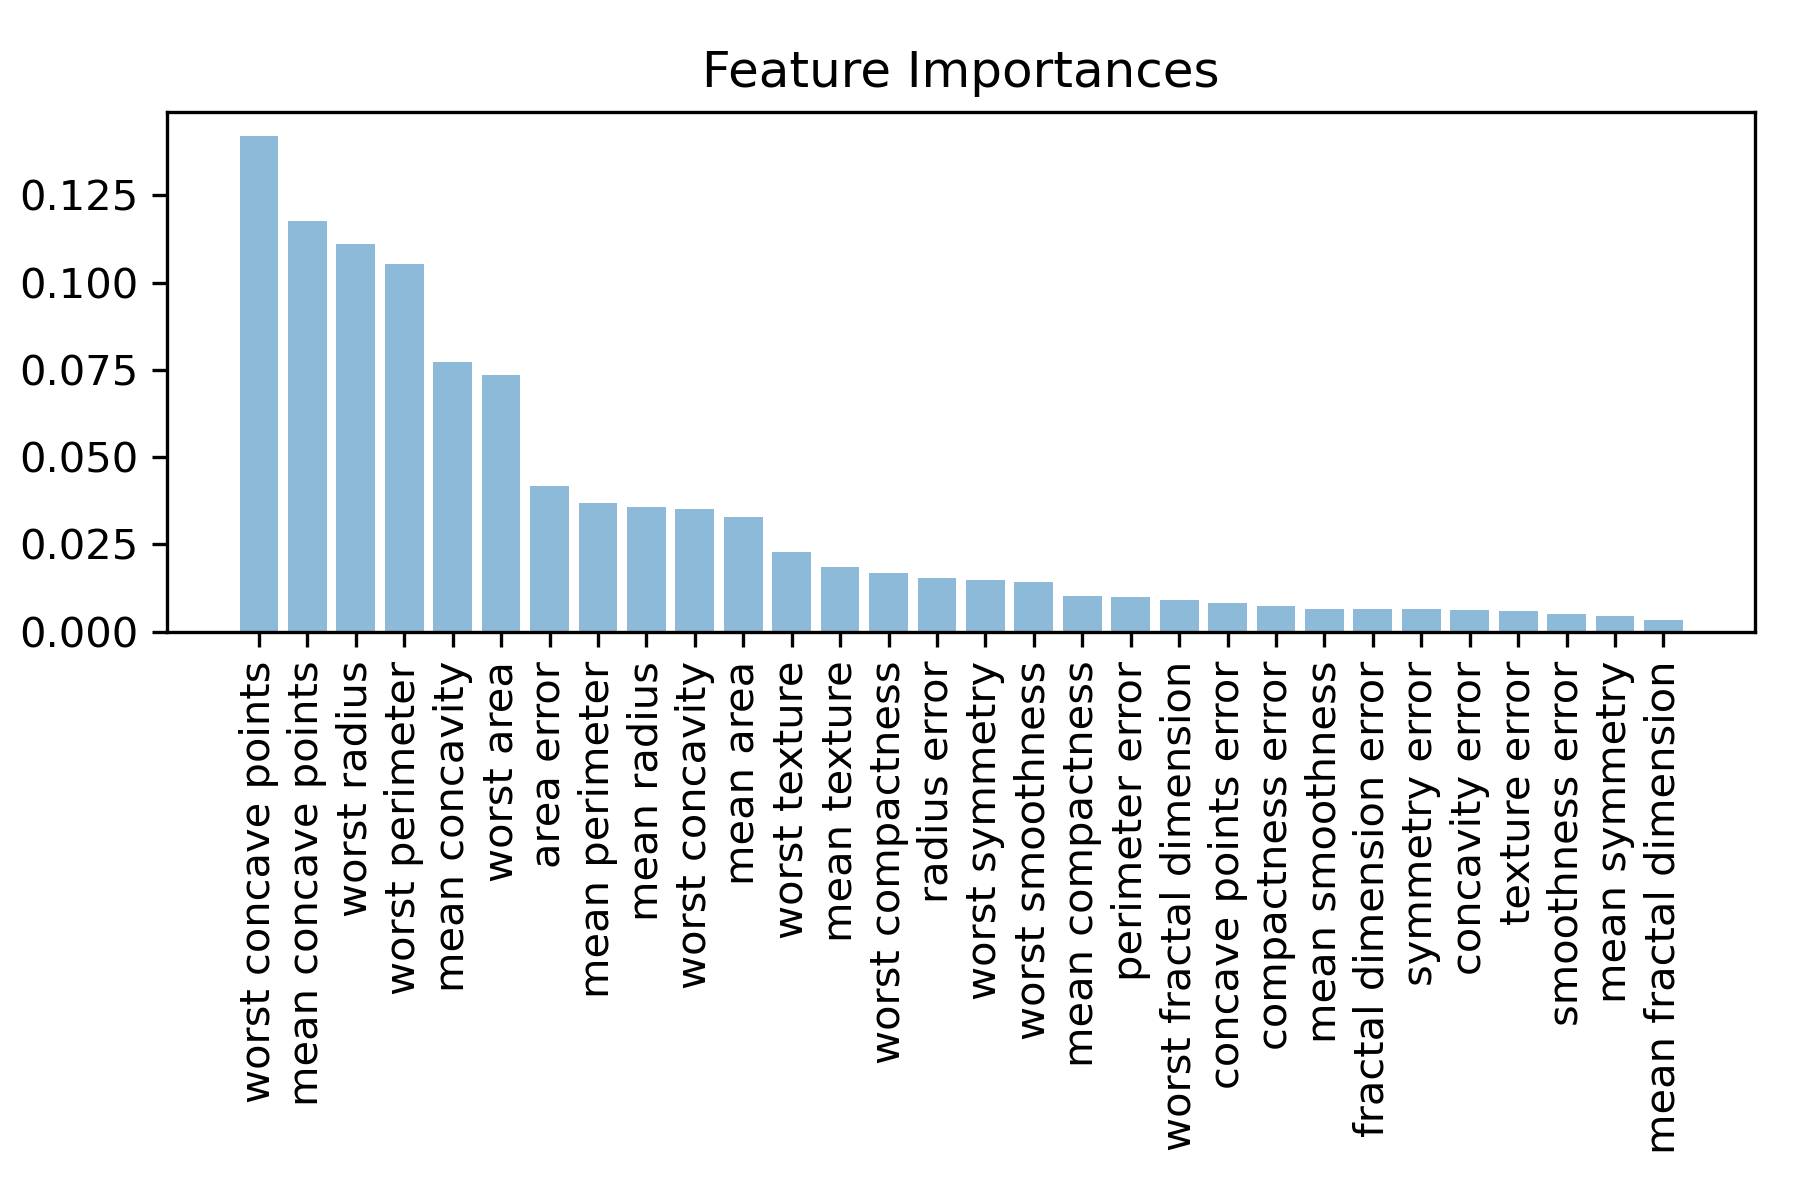 Feature Importances
0.125
0.100
0.075
0.050
0.025
0.000
worst concave points
mean concave points
worst radius
worst perimeter
mean concavity
worst area
area error
mean perimeter
mean radius
worst concavity
mean area
worst texture
mean texture
worst compactness
radius error
worst symmetry
worst smoothness
mean compactness
perimeter error
worst fractal dimension
concave points error
compactness error
mean smoothness
fractal dimension error
symmetry error
concavity error
texture error
smoothness error
mean symmetry
mean fractal dimension